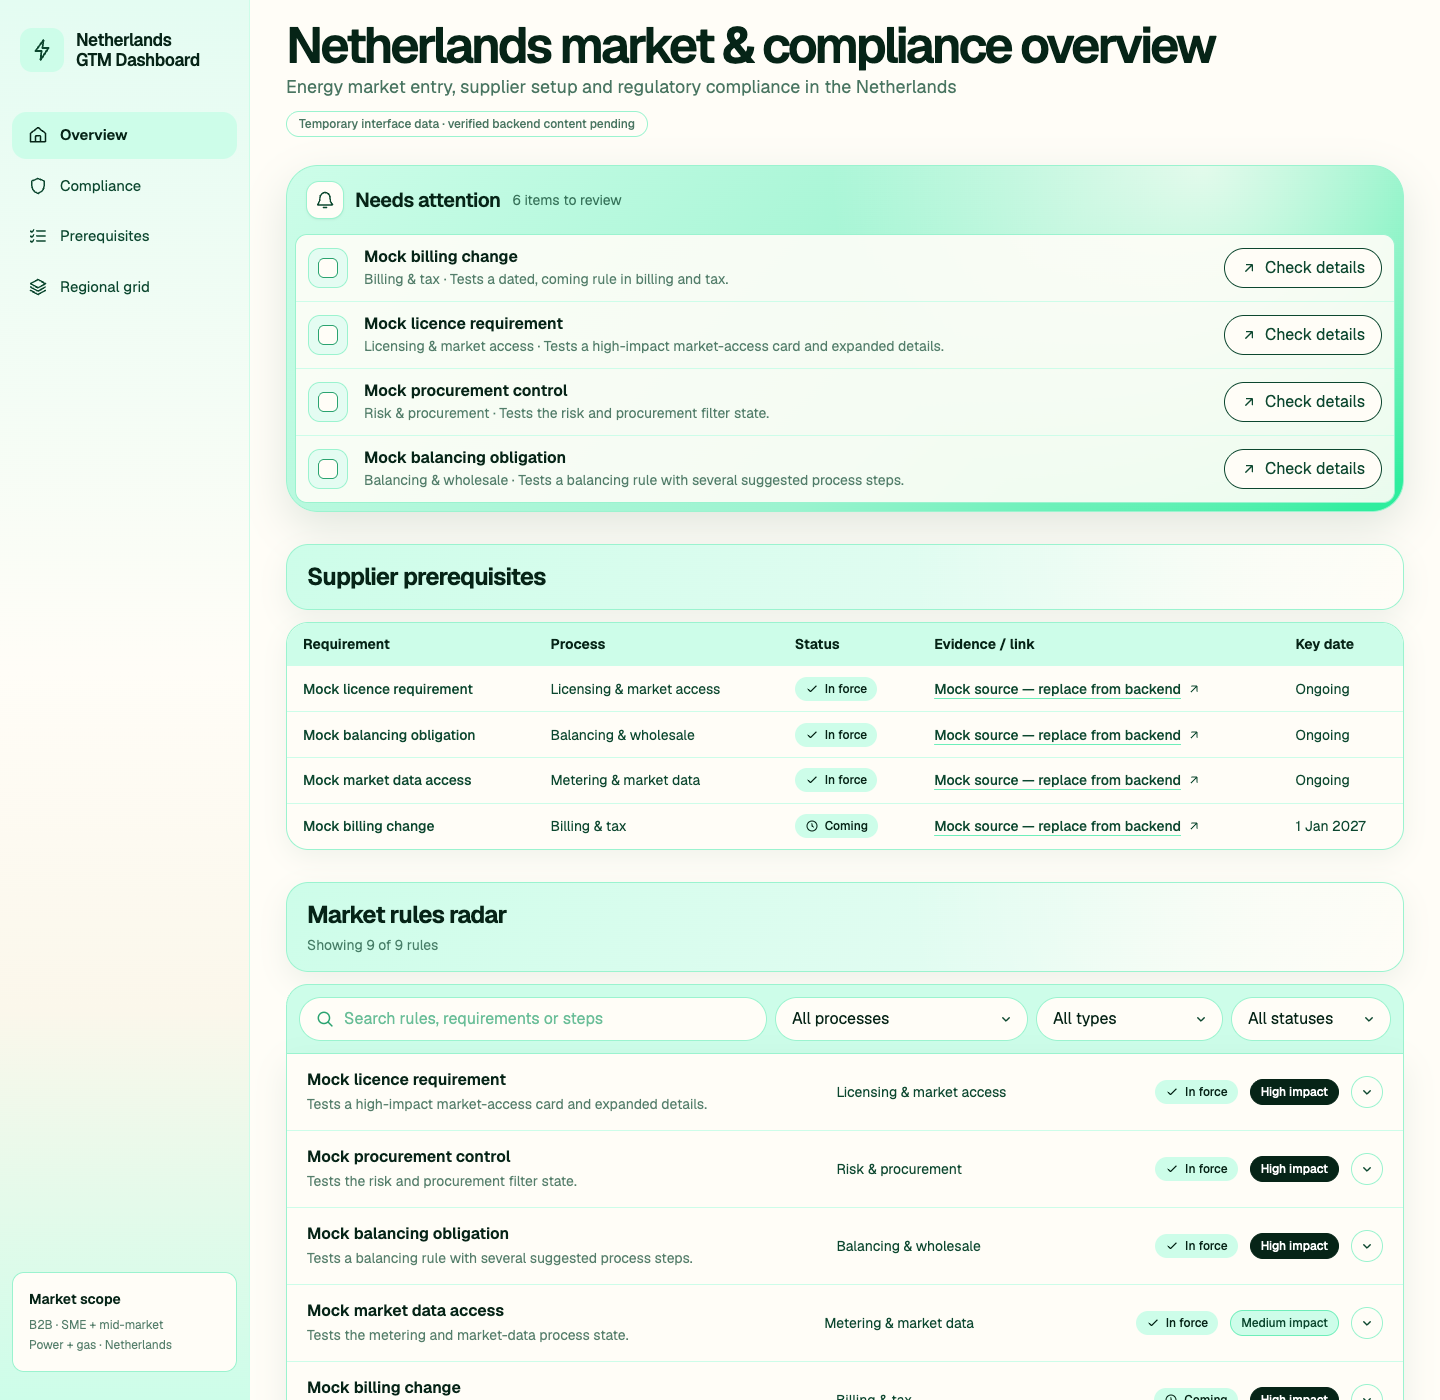 Netherlands
GTM Dashboard
Overview
Compliance
Prerequisites
Regional grid
Market scope
B2B · SME + mid-market
Power + gas · Netherlands
Netherlands market & compliance overview
Energy market entry, supplier setup and regulatory compliance in the Netherlands
Temporary interface data · verified backend content pending
Needs attention 6 items to review
Mock billing change
Billing & tax · Tests a dated, coming rule in billing and tax.
Check details
Mock licence requirement
Licensing & market access · Tests a high-impact market-access card and expanded details.
Check details
Mock procurement control
Risk & procurement · Tests the risk and procurement filter state.
Check details
Mock balancing obligation
Balancing & wholesale · Tests a balancing rule with several suggested process steps.
Check details
Supplier prerequisites
Requirement Process Status Evidence / link Key date
Mock licence requirement Licensing & market access In force Mock source — replace from backend Ongoing
Mock balancing obligation Balancing & wholesale In force Mock source — replace from backend Ongoing
Mock market data access Metering & market data In force Mock source — replace from backend Ongoing
Mock billing change Billing & tax Coming Mock source — replace from backend 1 Jan 2027
Market rules radar
Showing 9 of 9 rules
Search rules, requirements or steps All processes All types All statuses
Mock licence requirement
Tests a high-impact market-access card and expanded details.
Licensing & market access In force High impact
Mock procurement control
Tests the risk and procurement filter state.
Risk & procurement In force High impact
Mock balancing obligation
Tests a balancing rule with several suggested process steps.
Balancing & wholesale In force High impact
Mock market data access
Tests the metering and market-data process state.
Metering & market data In force Medium impact
Mock billing change
Billing & tax Coming High impact